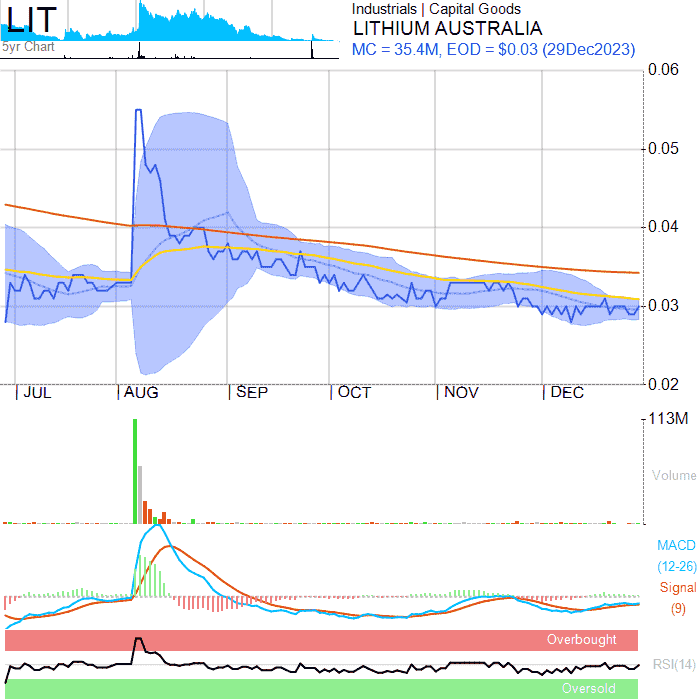 LIT
5yr Chart
Industrials | Capital Goods
LITHIUM AUSTRALIA
MC = 35.4M, EOD = $0.03 (29Dec2023)
0.06
0.05
0.04
0.03
0.02
JUL
AUG
SEP
OCT
NOV
DEC
113M
Volume
MACD
(12-26)
Signal
(9)
Overbought
RSI(14)
Oversold